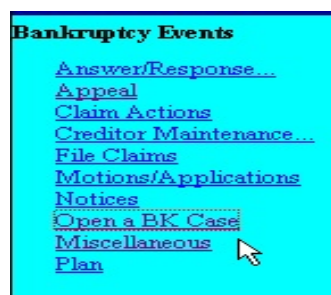 Bankruptcy Events
Answer/Response...
Appeal
Claim Actions
Creditor Maintenance...
File Claims
Motions/Applications
Notices
Open a BK Case
Miscellaneous
Plan